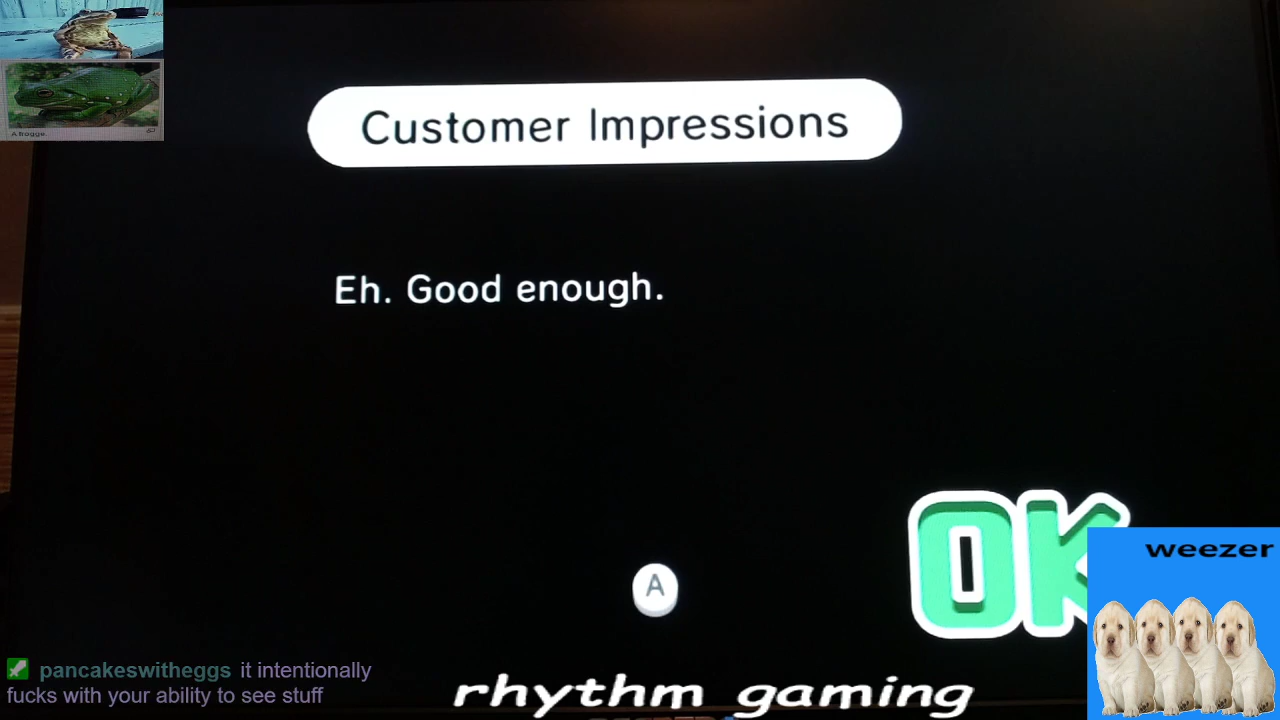 A frogge.
Customer Impressions
Eh. Good enough.
OK
weezer
A
pancakeswitheggs it intentionally
fucks with your ability to see stuff
rhythm gaming